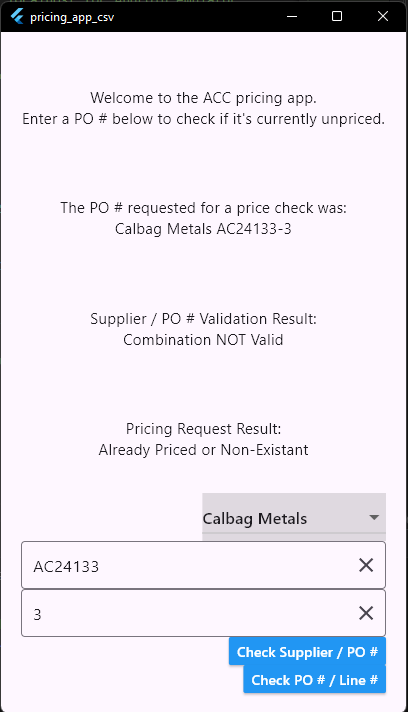 pricing_app_csv
Welcome to the ACC pricing app.
Enter a PO # below to check if it's currently unpriced.
The PO # requested for a price check was:
Calbag Metals AC24133-3
Supplier / PO # Validation Result:
Combination NOT Valid
Pricing Request Result:
Already Priced or Non-Existant
Calbag Metals
AC24133
3
Check Supplier / PO #
Check PO # / Line #